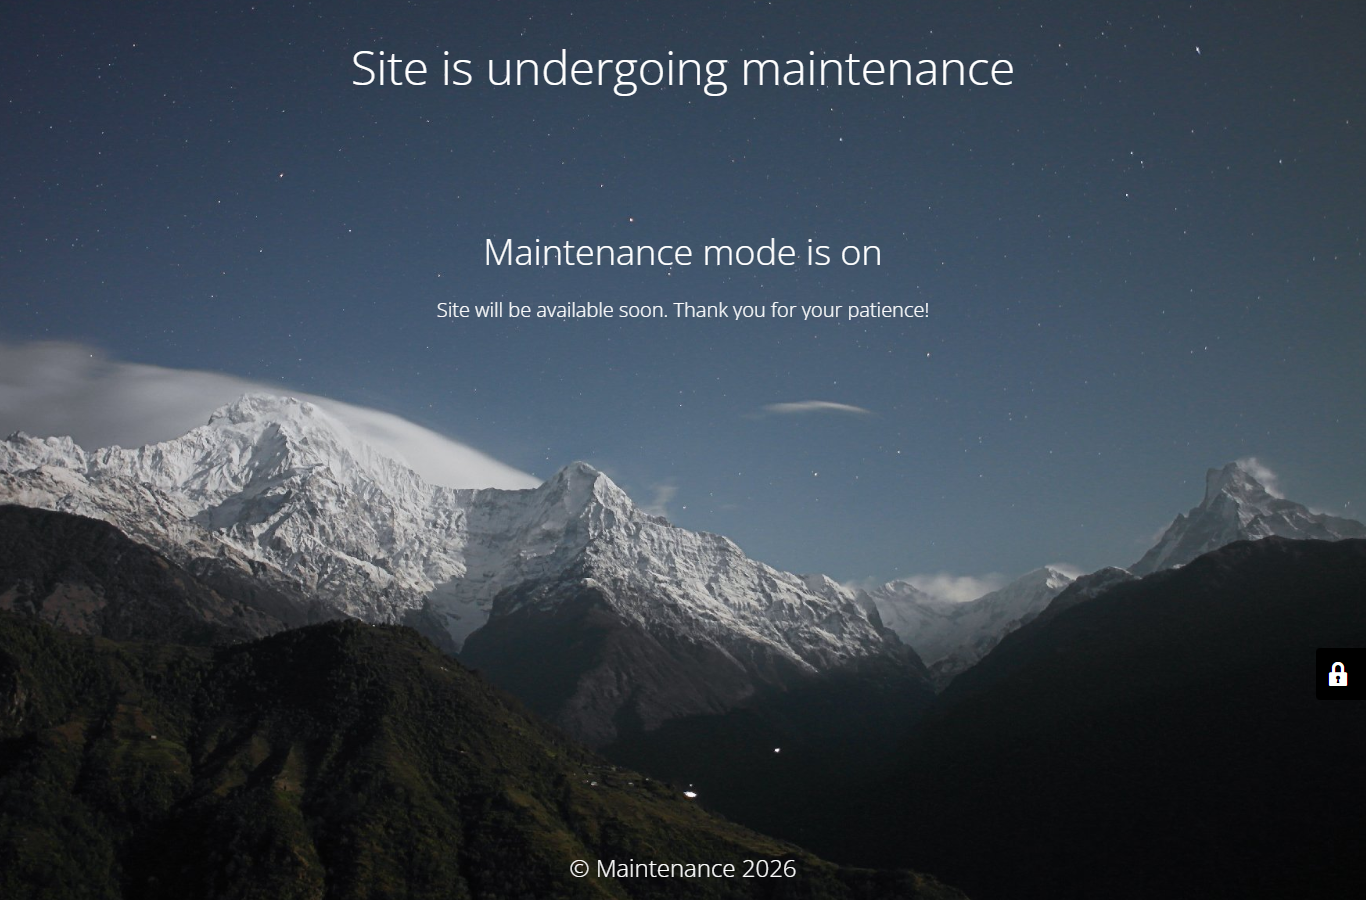 Site is undergoing maintenance
Maintenance mode is on
Site will be available soon. Thank you for your patience!
© Maintenance 2026